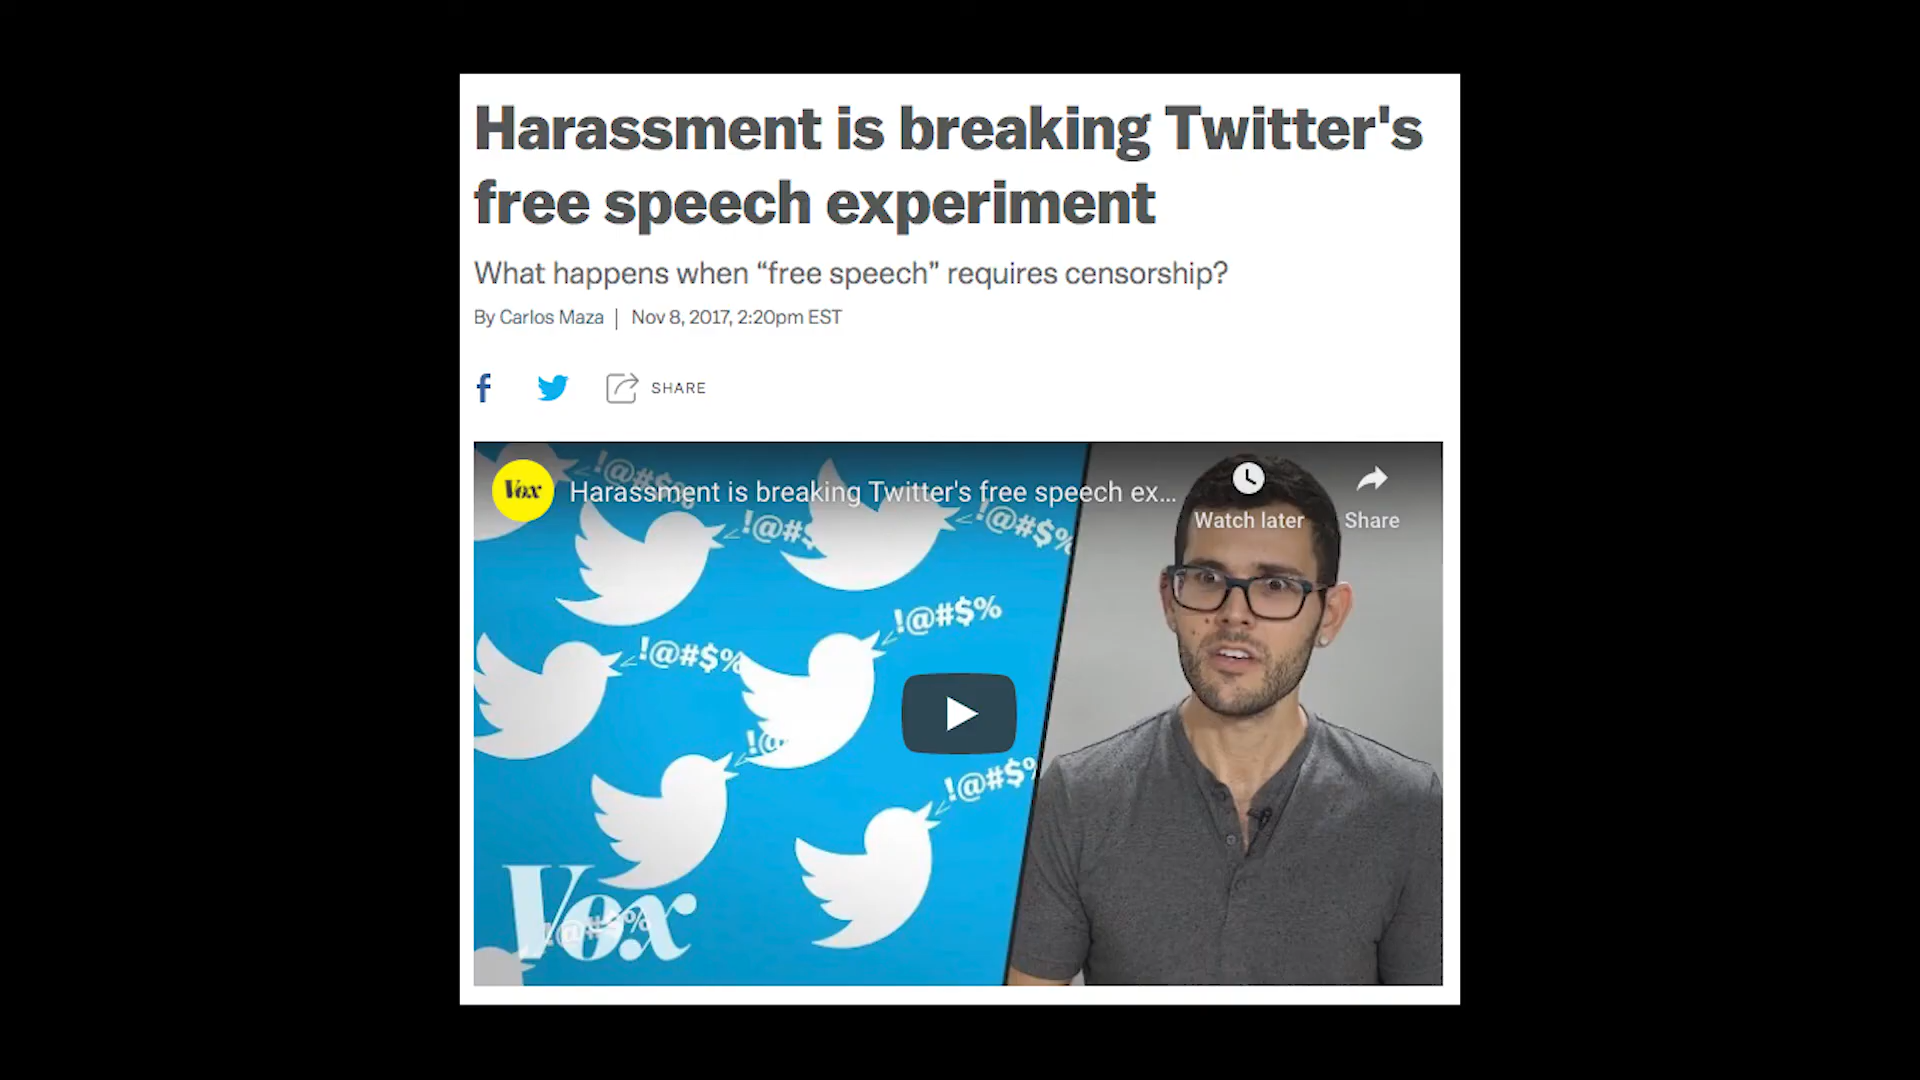 Harassment is breaking Twitter's
free speech experiment
What happens when “free speech” requires censorship?
By Carlos Maza | Nov 8, 2017, 2:20pm EST
f
SHARE
Vox
Harassment is breaking Twitter's free speech ex...
Watch later
Share
!@#$%
!@#$
!@#$%
!@#$%
!@#$%
!@
!@#$%
Vox
!@#$%